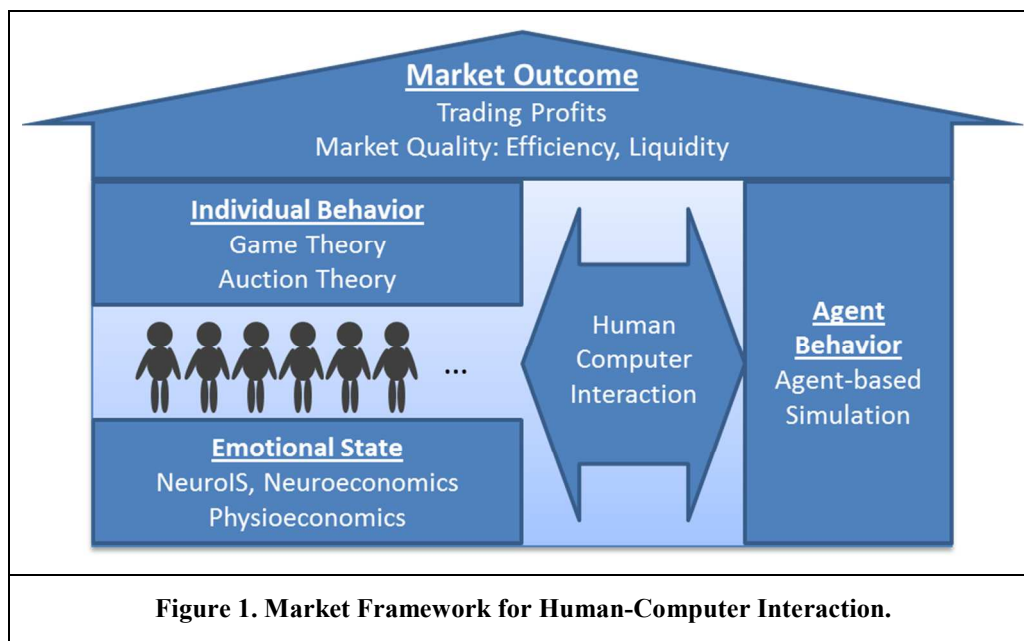 Market Outcome
Trading Profits
Market Quality: Efficiency, Liquidity
Individual Behavior
Game Theory
Auction Theory
...
Emotional State
NeuroIS, Neuroeconomics
Physioeconomics
Human
Computer
Interaction
Agent
Behavior
Agent-based
Simulation
Figure 1. Market Framework for Human-Computer Interaction.